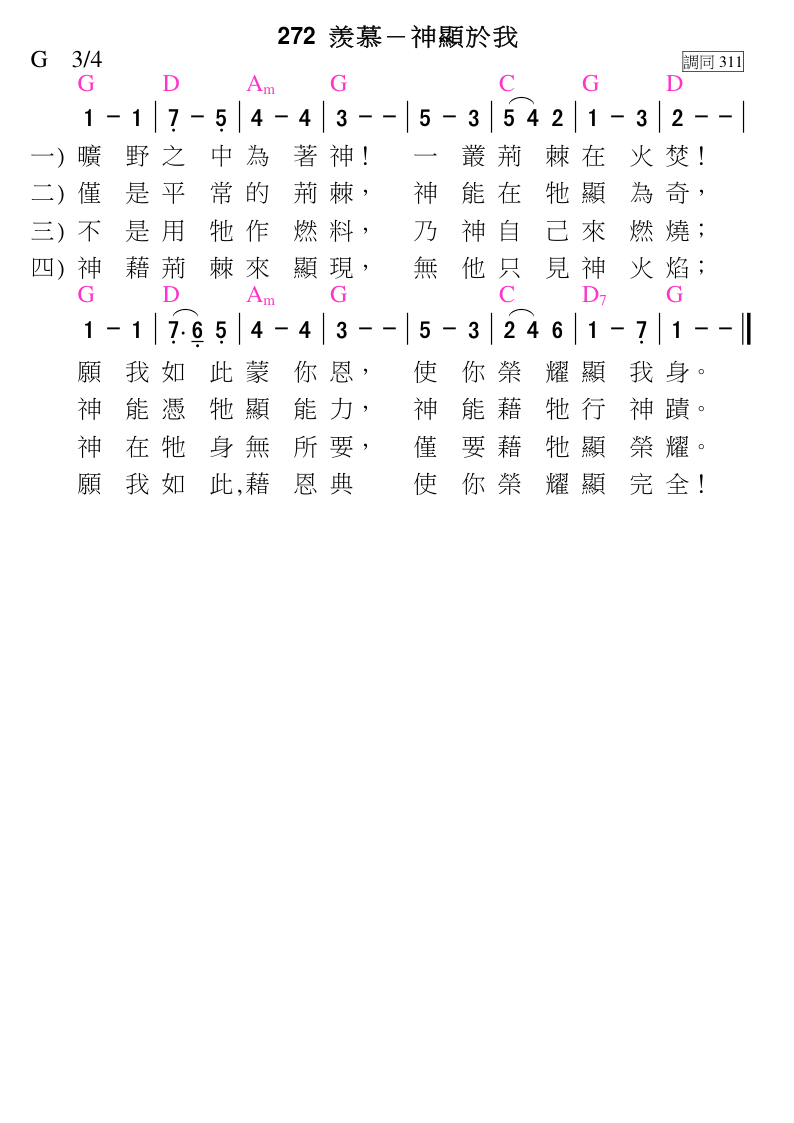 272 羨慕－神顯於我
G 3/4 調同 311
G D Am G C G D
1 - 1 | 7 - 5 | 4 - 4 | 3 - - | 5 - 3 | 5 4 2 | 1 - 3 | 2 - - |
一) 曠野之中為著神！ 一叢荊棘在火焚！
二) 僅是平常的荊棘， 神能在牠顯為奇，
三) 不是用牠作燃料， 乃神自己來燃燒；
四) 神藉荊棘來顯現， 無他只見神火焰；
G D Am G C D7 G
1 - 1 | 7· 6 5 | 4 - 4 | 3 - - | 5 - 3 | 2 4 6 | 1 - 7 | 1 - - ||
願我如此蒙你恩， 使你榮耀顯我身。
神能憑牠顯能力， 神能藉牠行神蹟。
神在牠身無所要， 僅要藉牠顯榮耀。
願我如此,藉恩典 使你榮耀顯完全！